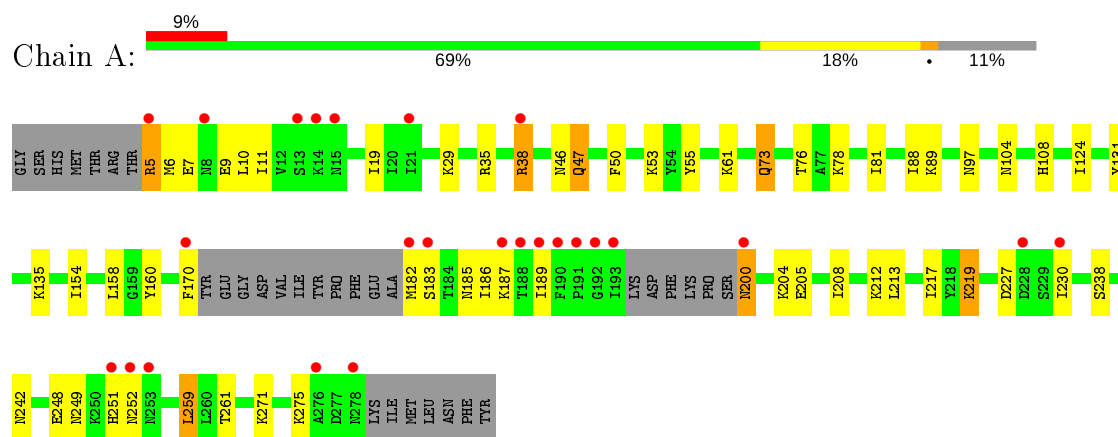 9%
Chain A:
69% 18% • 11%
GLY SER HIS MET THR ARG THR R5 M6 E7 N8 E9 L10 I11 V12 S13 K14 N15 I19 I20 I21 K29 R35 R38 N46 Q47 F50 K53 Y54 Y55 K61 Q73 T76 A77 K78 I81 I88 K89 N97 N104 H108 I124 Y131
K135 I154 L158 G159 Y160 F170 TYR GLU GLY ASP VAL ILE TYR PRO PHE GLU ALA M182 S183 T184 N185 I186 K187 T188 I189 F190 P191 G192 I193 LYS ASP PHE LYS PRO SER N200 K204 E205 I208 K212 L213 I217 Y218 K219 D227 D228 S229 I230 S238
N242 E248 N249 K250 H251 N252 N253 L259 L260 T261 K271 K275 A276 D277 N278 LYS ILE MET LEU ASN PHE TYR